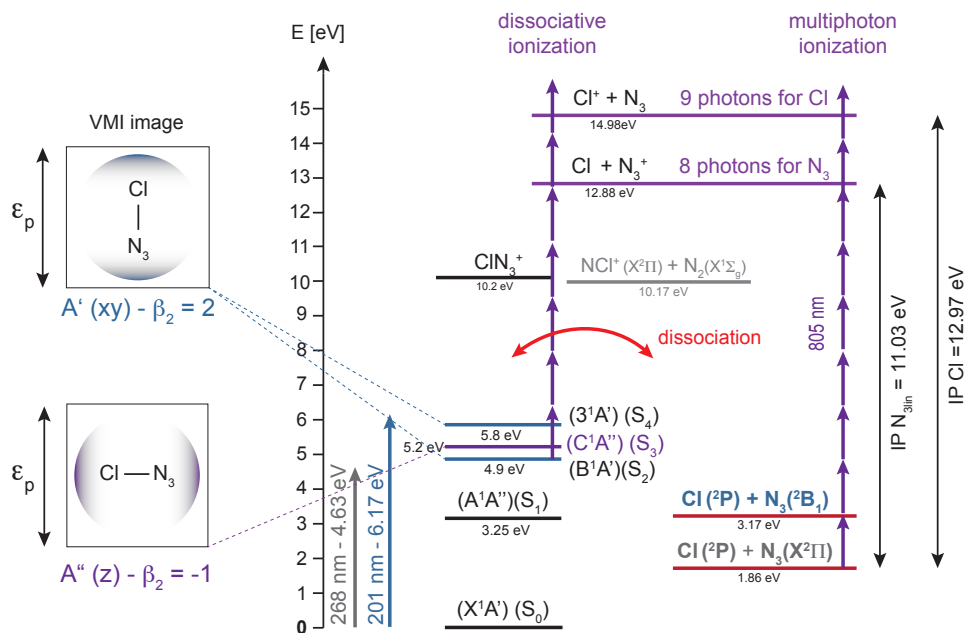 E [eV]
dissociative
ionization
multiphoton
ionization
VMI image
εp
Cl
N3
A' (xy) - β2 = 2
εp
Cl — N3
A" (z) - β2 = -1
15
14
13
12
11
10
9
8
7
6
5
4
3
2
1
0
268 nm - 4.63 eV
201 nm - 6.17 eV
Cl+ + N3
9 photons for Cl
14.98eV
Cl + N3+
8 photons for N3
12.88 eV
ClN3+
10.2 eV
NCl+ (X²Π) + N2(X¹Σg)
10.17 eV
dissociation
(3¹A') (S4)
5.8 eV
5.2 eV
(C¹A'') (S3)
4.9 eV
(B¹A')(S2)
(A¹A'')(S1)
3.25 eV
(X¹A') (S0)
805 nm
Cl (²P) + N3(²B1)
3.17 eV
Cl (²P) + N3(X²Π)
1.86 eV
IP N3lin = 11.03 eV
IP Cl =12.97 eV